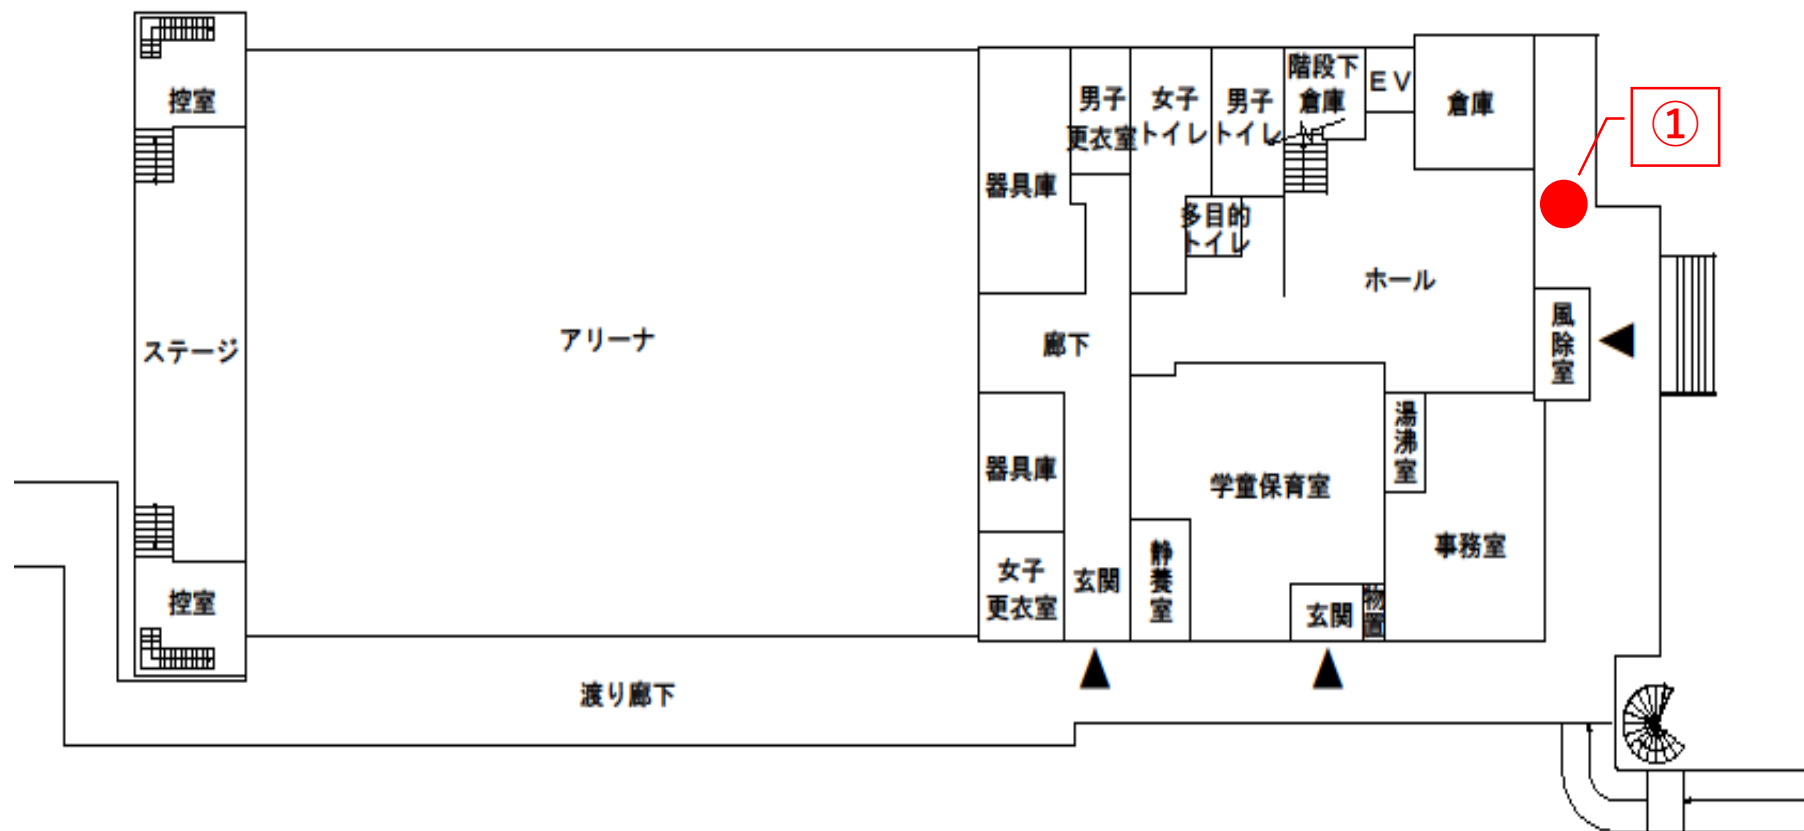 控室
ステージ
控室
アリーナ
渡り廊下
器具庫
男子
更衣室
女子
トイレ
男子
トイレ
階段下
倉庫
EV
倉庫
①
多目的
トイレ
ホール
廊下
風除室
器具庫
湯沸室
学童保育室
事務室
女子
更衣室
玄関
静養室
玄関
物置